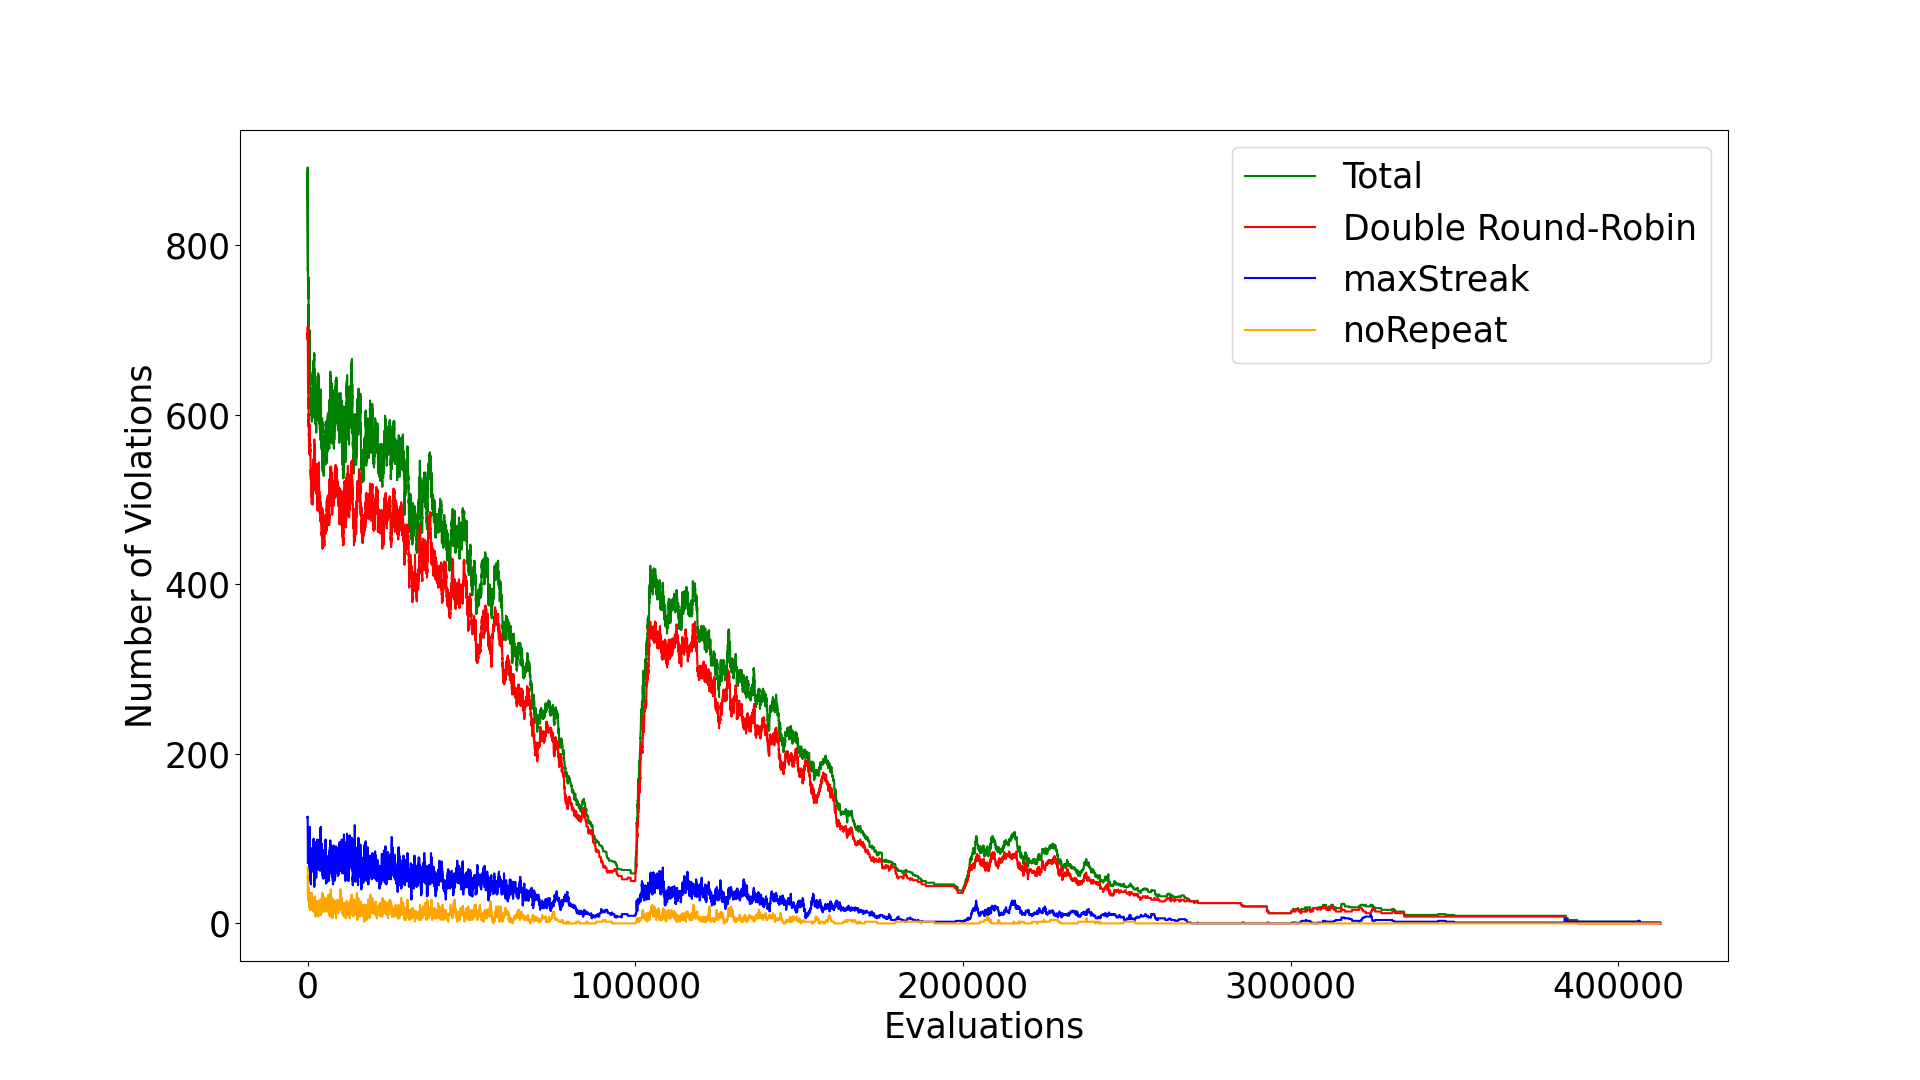 Total
Double Round-Robin
maxStreak
noRepeat
Number of Violations
800
600
400
200
0
0 100000 200000 300000 400000
Evaluations